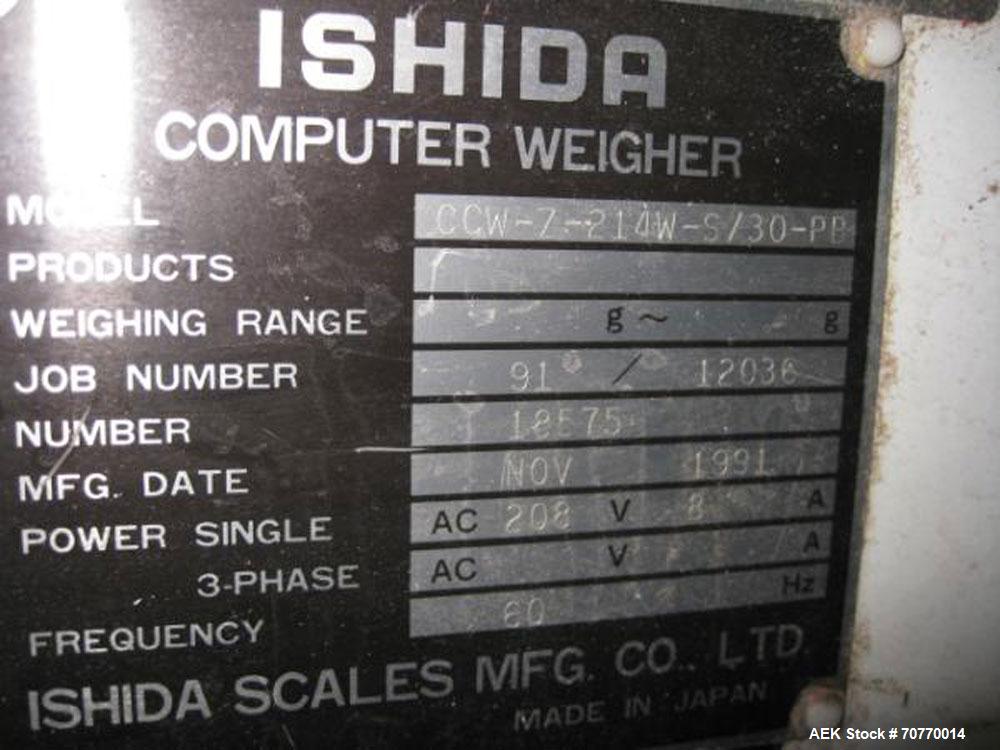 ISHIDA
COMPUTER WEIGHER
MODEL CCW-Z-214W-S/30-PB
PRODUCTS
WEIGHING RANGE g ~ g
JOB NUMBER 91 / 12036
NUMBER 18575
MFG. DATE NOV 1991
POWER SINGLE AC 208 V 8 A
3-PHASE AC V A
FREQUENCY 60 Hz
ISHIDA SCALES MFG. CO., LTD.
MADE IN JAPAN
AEK Stock # 70770014